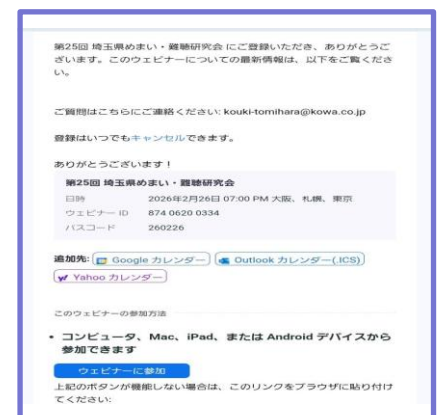 第25回 埼玉県めまい・難聴研究会 にご登録いただき、ありがとうご
ざいます。このウェビナーについての最新情報は、以下をご覧くださ
い。
ご質問はこちらにご連絡ください: kouki-tomihara@kowa.co.jp
登録はいつでもキャンセルできます。
ありがとうございます！
第25回 埼玉県めまい・難聴研究会
日時 2026年2月26日 07:00 PM 大阪、札幌、東京
ウェビナー ID 874 0620 0334
パスコード 260226
追加先: Google カレンダー Outlook カレンダー(.ICS)
Yahoo カレンダー
このウェビナーの参加方法
• コンピュータ、Mac、iPad、または Android デバイスから
参加できます
ウェビナーに参加
上記のボタンが機能しない場合は、このリンクをブラウザに貼り付け
てください: